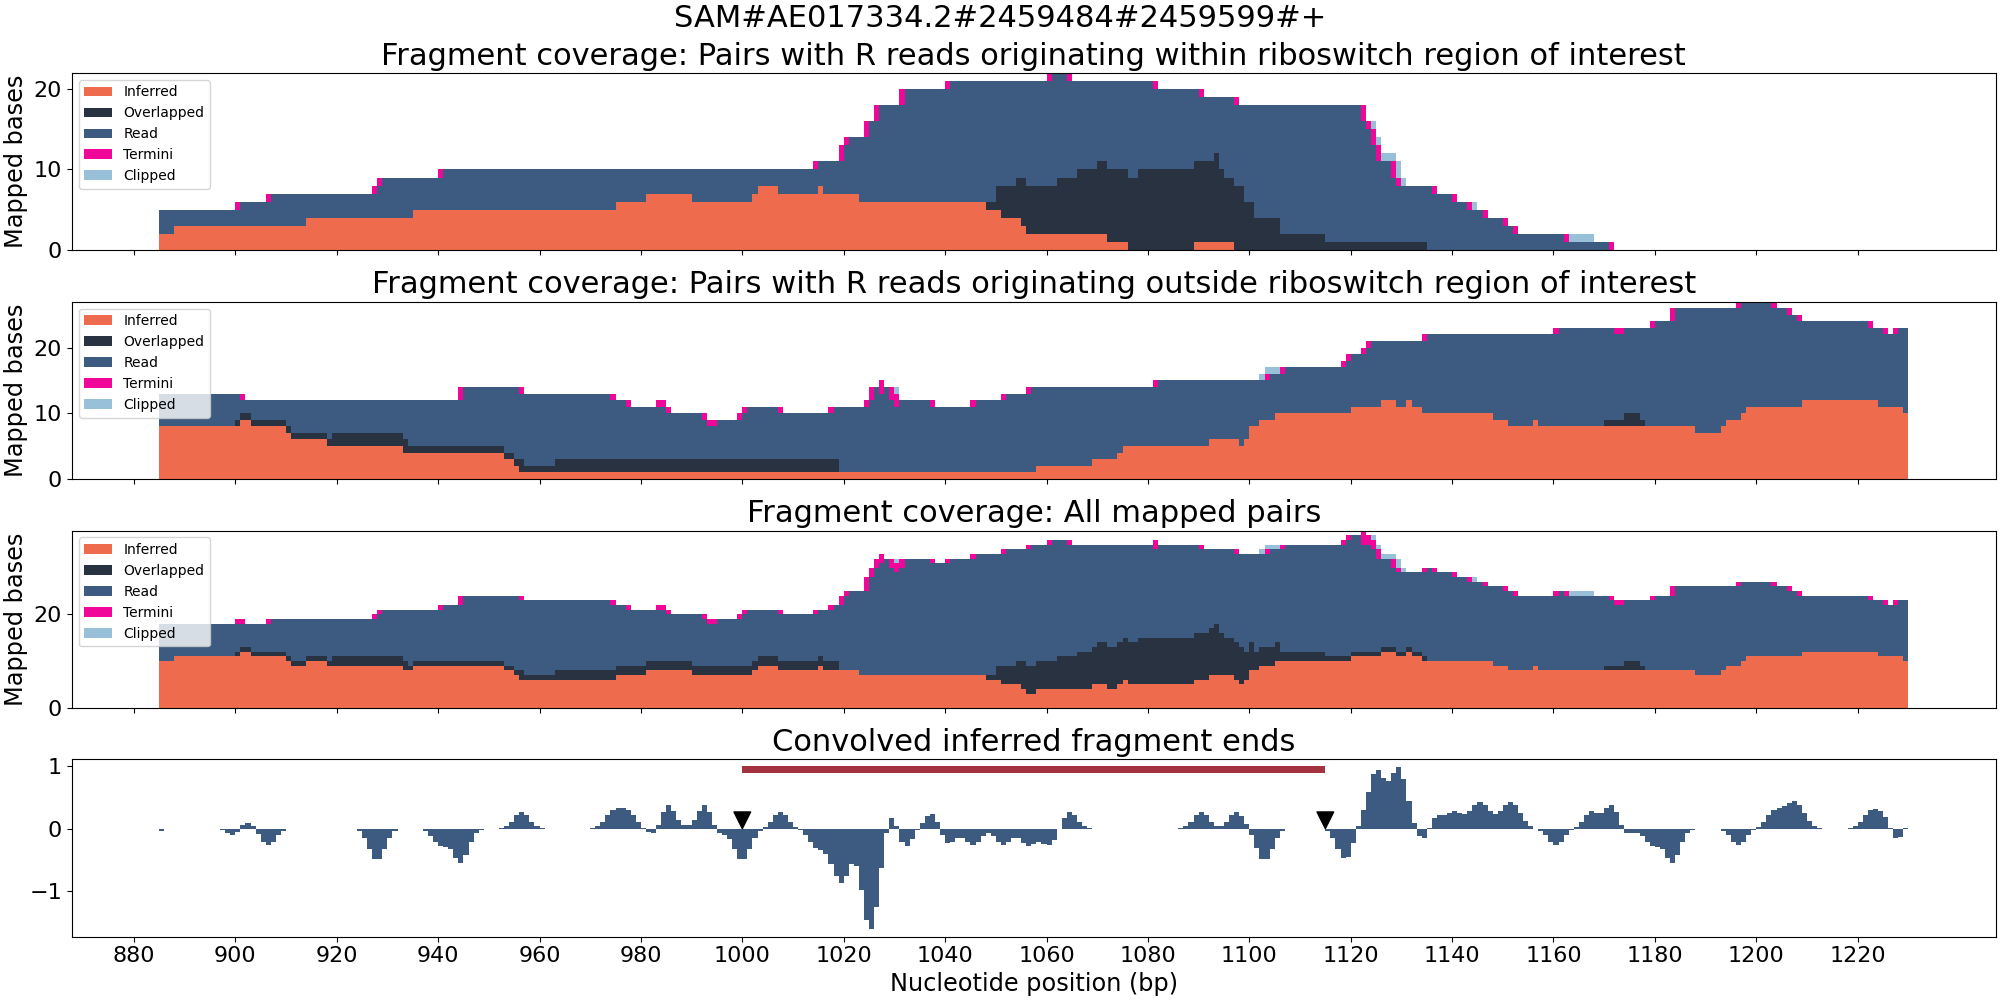 SAM#AE017334.2#2459484#2459599#+
Fragment coverage: Pairs with R reads originating within riboswitch region of interest
Mapped bases
20
10
0
Inferred
Overlapped
Read
Termini
Clipped
Fragment coverage: Pairs with R reads originating outside riboswitch region of interest
Mapped bases
20
10
0
Inferred
Overlapped
Read
Termini
Clipped
Fragment coverage: All mapped pairs
Mapped bases
20
0
Inferred
Overlapped
Read
Termini
Clipped
Convolved inferred fragment ends
1
0
−1
880 900 920 940 960 980 1000 1020 1040 1060 1080 1100 1120 1140 1160 1180 1200 1220
Nucleotide position (bp)